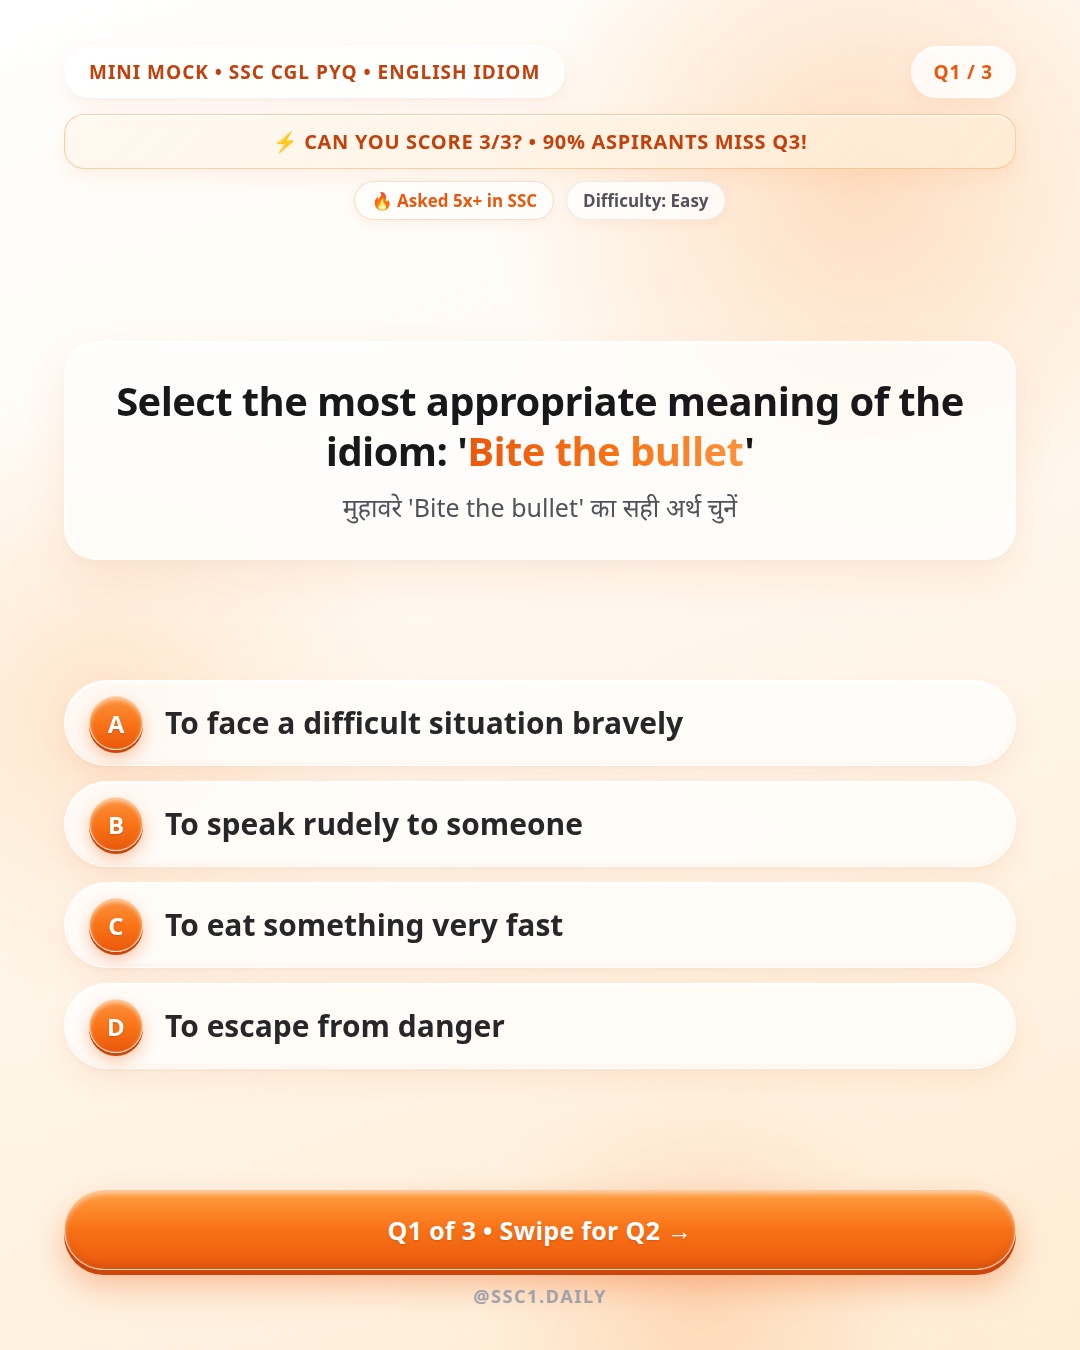 MINI MOCK • SSC CGL PYQ • ENGLISH IDIOM
Q1 / 3
⚡ CAN YOU SCORE 3/3? • 90% ASPIRANTS MISS Q3!
🔥 Asked 5x+ in SSC
Difficulty: Easy
Select the most appropriate meaning of the
idiom: 'Bite the bullet'
मुहावरे 'Bite the bullet' का सही अर्थ चुनें
A To face a difficult situation bravely
B To speak rudely to someone
C To eat something very fast
D To escape from danger
Q1 of 3 • Swipe for Q2 →
@SSC1.DAILY